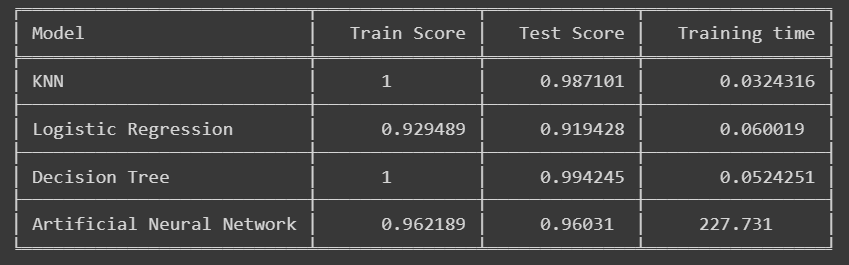 Model Train Score Test Score Training time
KNN 1 0.987101 0.0324316
Logistic Regression 0.929489 0.919428 0.060019
Decision Tree 1 0.994245 0.0524251
Artificial Neural Network 0.962189 0.96031 227.731